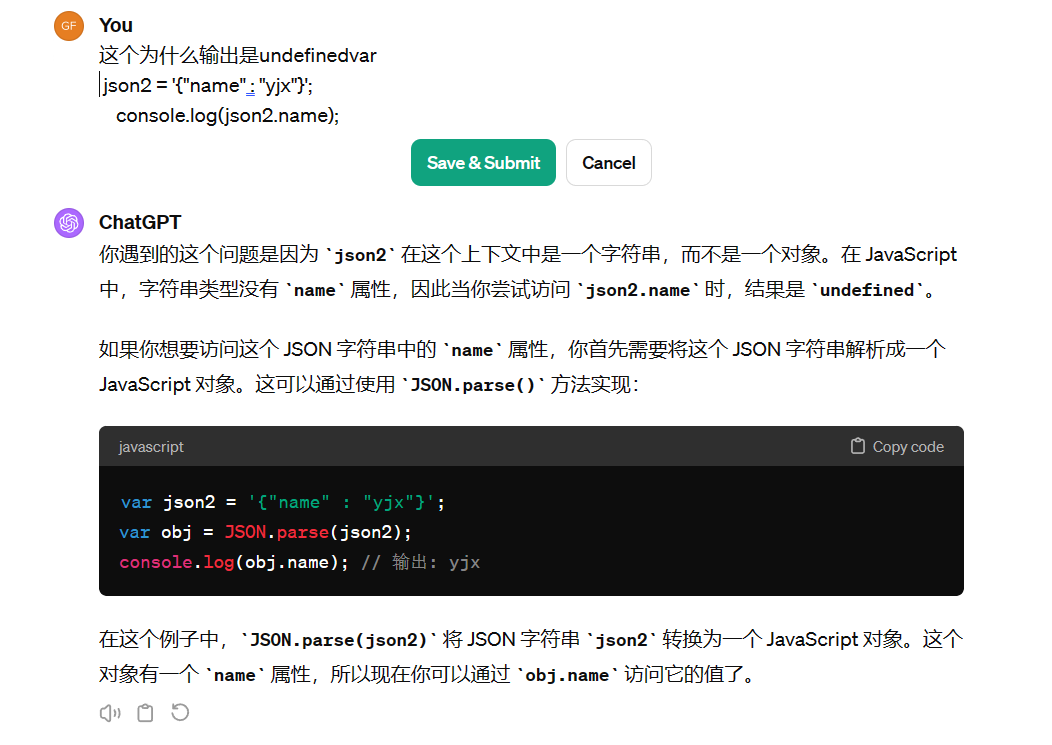 GF
You
这个为什么输出是undefinedvar
json2 = '{"name" : "yjx"}';
console.log(json2.name);
Save & Submit
Cancel
ChatGPT
你遇到的这个问题是因为 `json2` 在这个上下文中是一个字符串，而不是一个对象。在 JavaScript
中，字符串类型没有 `name` 属性，因此当你尝试访问 `json2.name` 时，结果是 `undefined`。
如果你想要访问这个 JSON 字符串中的 `name` 属性，你首先需要将这个 JSON 字符串解析成一个
JavaScript 对象。这可以通过使用 `JSON.parse()` 方法实现：
javascript
Copy code
var json2 = '{"name" : "yjx"}';
var obj = JSON.parse(json2);
console.log(obj.name); // 输出: yjx
在这个例子中，`JSON.parse(json2)` 将 JSON 字符串 `json2` 转换为一个 JavaScript 对象。这个
对象有一个 `name` 属性，所以现在你可以通过 `obj.name` 访问它的值了。